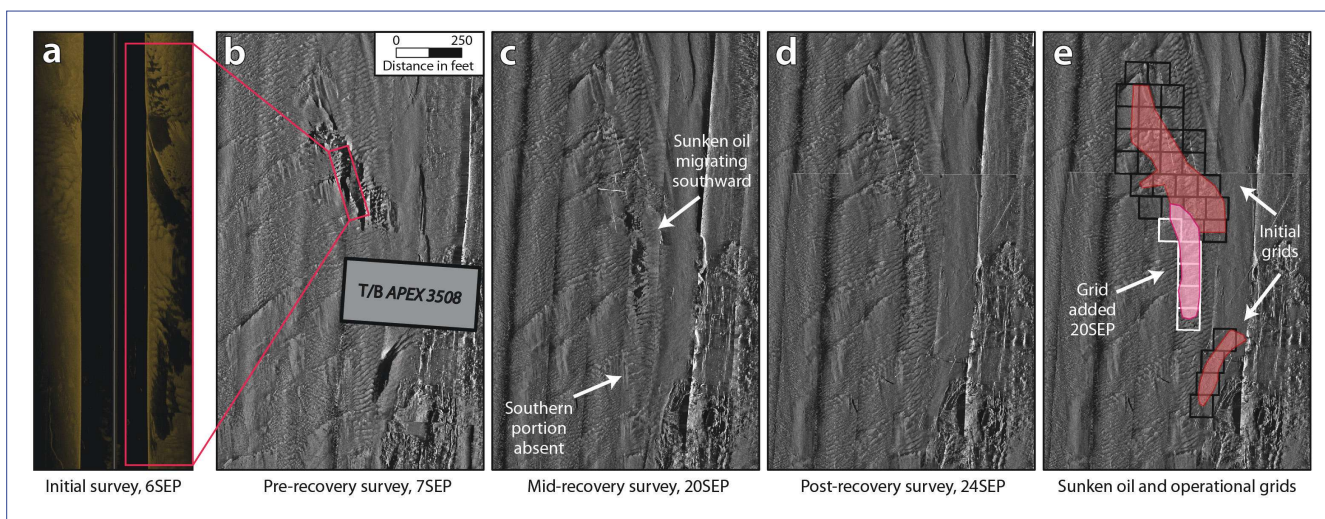 a
b
0 250
Distance in feet
T/B APEX 3508
c
Sunken oil
migrating
southward
Southern
portion
absent
d
e
Initial
grids
Grid
added
20SEP
Initial survey, 6SEP
Pre-recovery survey, 7SEP
Mid-recovery survey, 20SEP
Post-recovery survey, 24SEP
Sunken oil and operational grids